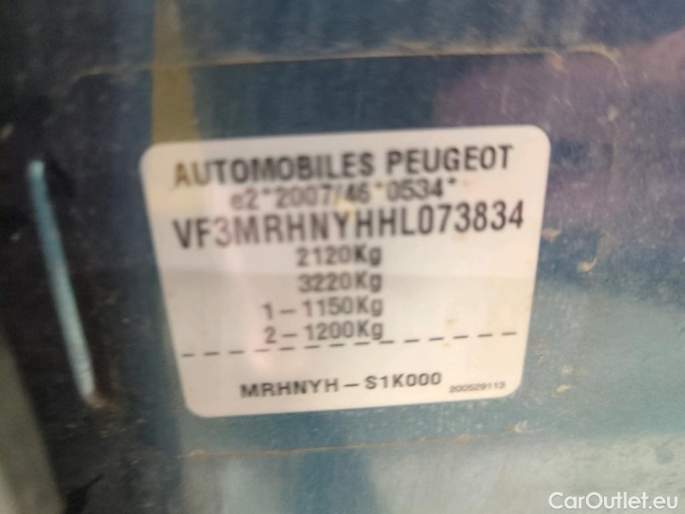 AUTOMOBILES PEUGEOT
e2*2007/46*0534*
VF3MRHNYHHL073834
2120Kg
3220Kg
1-1150Kg
2-1200Kg
MRHNYH-S1K000
200529113
CarOutlet.eu